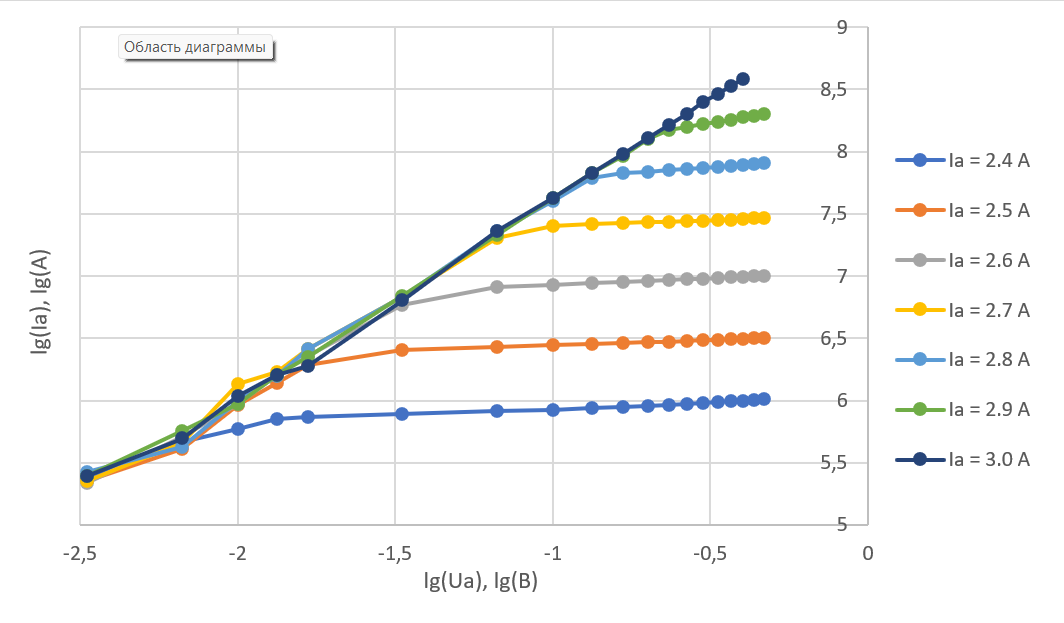 Область диаграммы
9
8,5
8
7,5
7
6,5
6
5,5
5
-2,5 -2 -1,5 -1 -0,5 0
lg(Ua), lg(В)
lg(Ia), lg(А)
Ia = 2.4 А
Ia = 2.5 А
Ia = 2.6 А
Ia = 2.7 А
Ia = 2.8 А
Ia = 2.9 А
Ia = 3.0 А